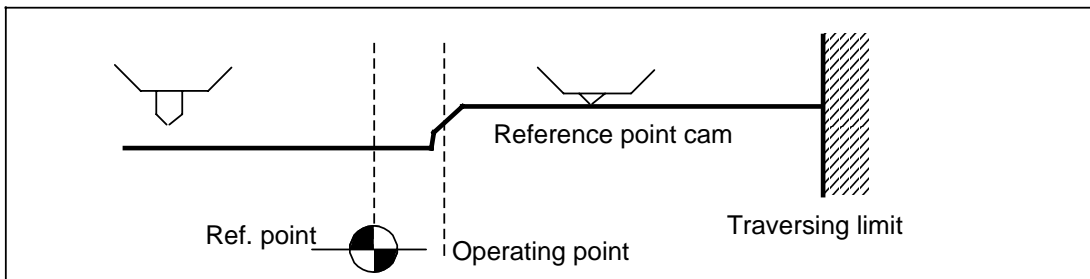 Reference point cam
Traversing limit
Ref. point
Operating point